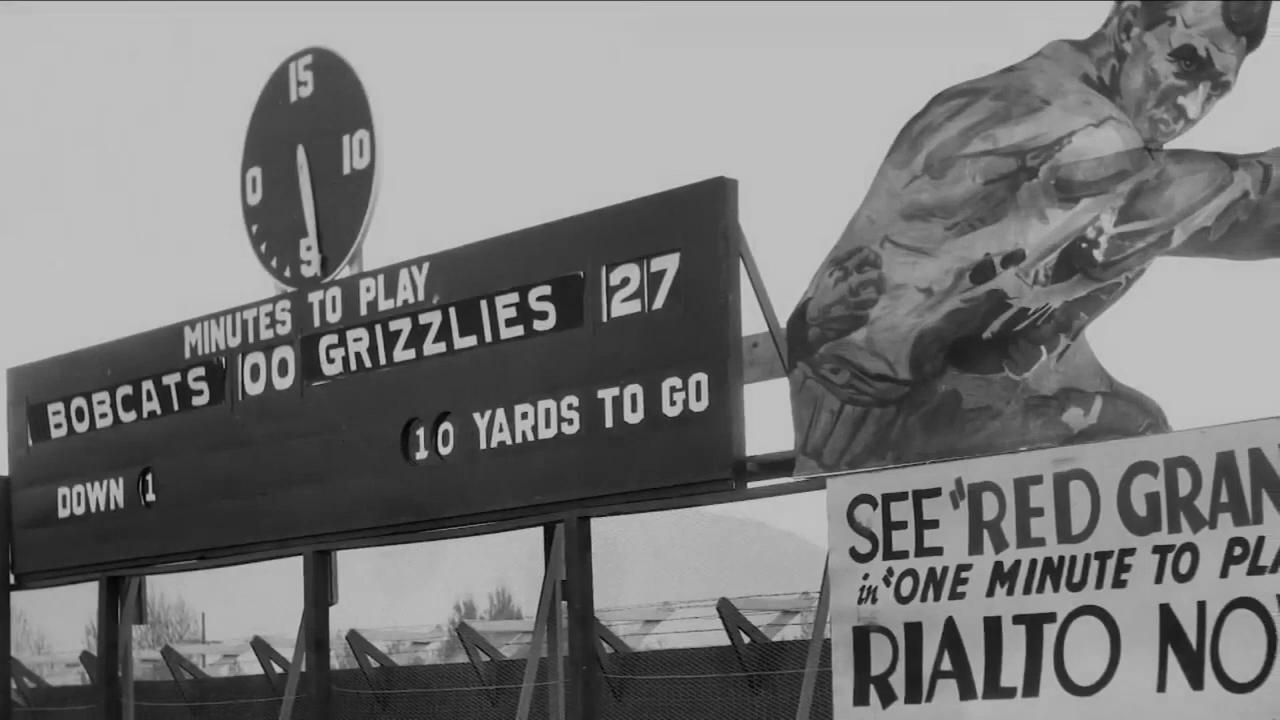 15
10
0
5
MINUTES TO PLAY
BOBCATS 00 GRIZZLIES 27
DOWN 1 10 YARDS TO GO
SEE "RED GRAN
in "ONE MINUTE TO PLA
RIALTO NO